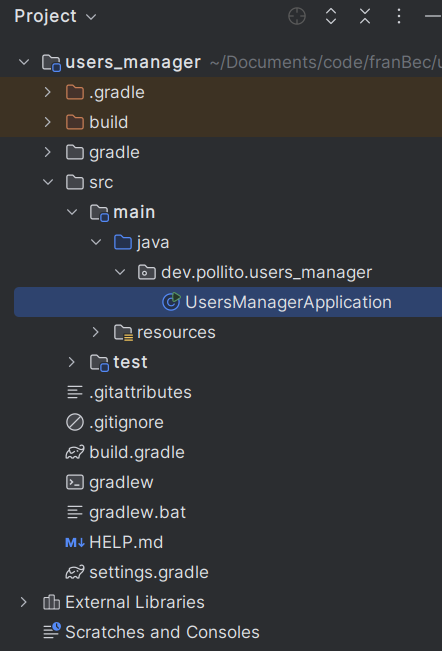 Project
users_manager ~/Documents/code/franBec/u
.gradle
build
gradle
src
main
java
dev.pollito.users_manager
UsersManagerApplication
resources
test
.gitattributes
.gitignore
build.gradle
gradlew
gradlew.bat
M↓ HELP.md
settings.gradle
External Libraries
Scratches and Consoles